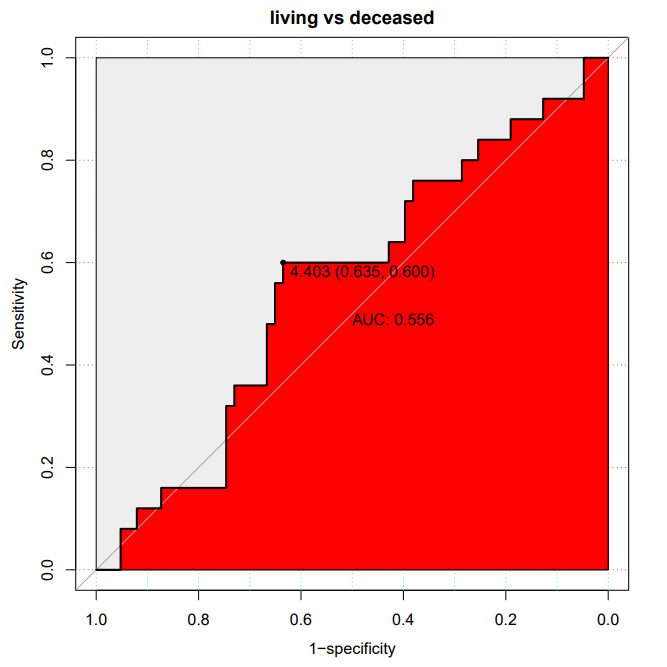 living vs deceased
Sensitivity
1.0
0.8
0.6
0.4
0.2
0.0
4.403 (0.635, 0.600)
AUC: 0.556
1.0 0.8 0.6 0.4 0.2 0.0
1−specificity